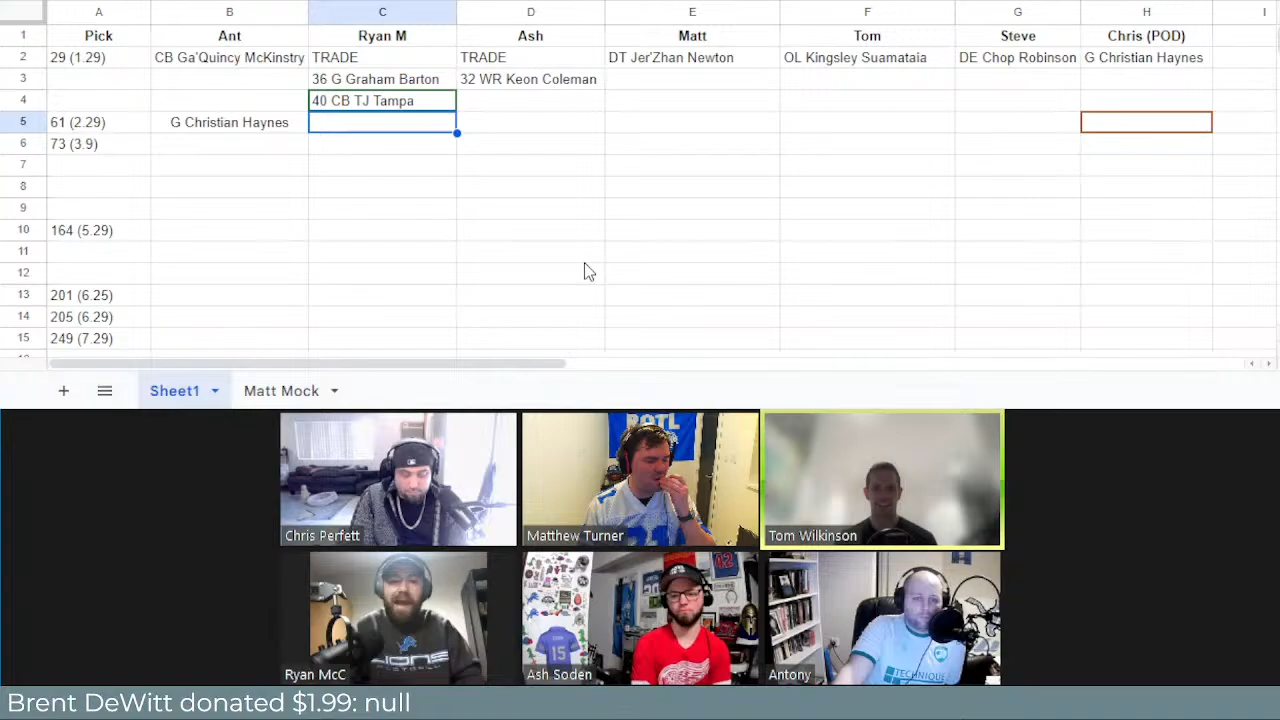 A B C D E F G H I
1 Pick Ant Ryan M Ash Matt Tom Steve Chris (POD)
2 29 (1.29) CB Ga'Quincy McKinstry TRADE TRADE DT Jer'Zhan Newton OL Kingsley Suamataia DE Chop Robinson G Christian Haynes
3 36 G Graham Barton 32 WR Keon Coleman
4 40 CB TJ Tampa
5 61 (2.29) G Christian Haynes
6 73 (3.9)
7
8
9
10 164 (5.29)
11
12
13 201 (6.25)
14 205 (6.29)
15 249 (7.29)
Sheet1 Matt Mock
POTL
Chris Perfett
Matthew Turner
Tom Wilkinson
42
LIONS
15
TECHNIQUE
Ryan McC
Ash Soden
Antony
Brent DeWitt donated $1.99: null